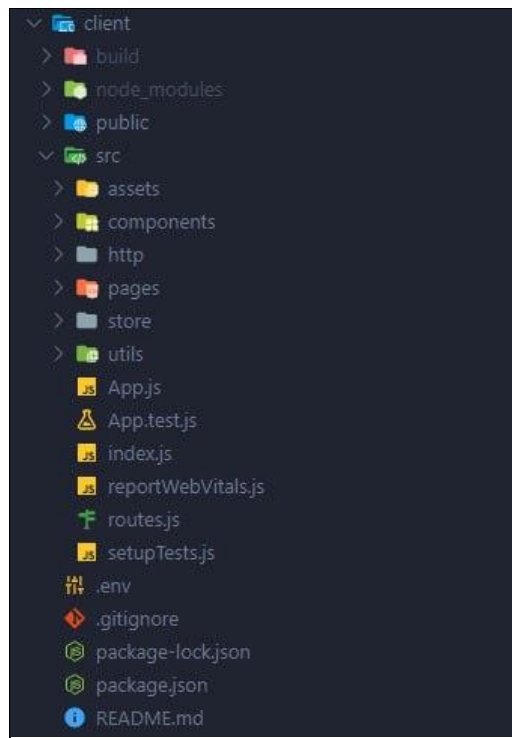 client
build
node_modules
public
src
assets
components
http
pages
store
utils
App.js
App.test.js
index.js
reportWebVitals.js
routes.js
setupTests.js
.env
.gitignore
package-lock.json
package.json
README.md